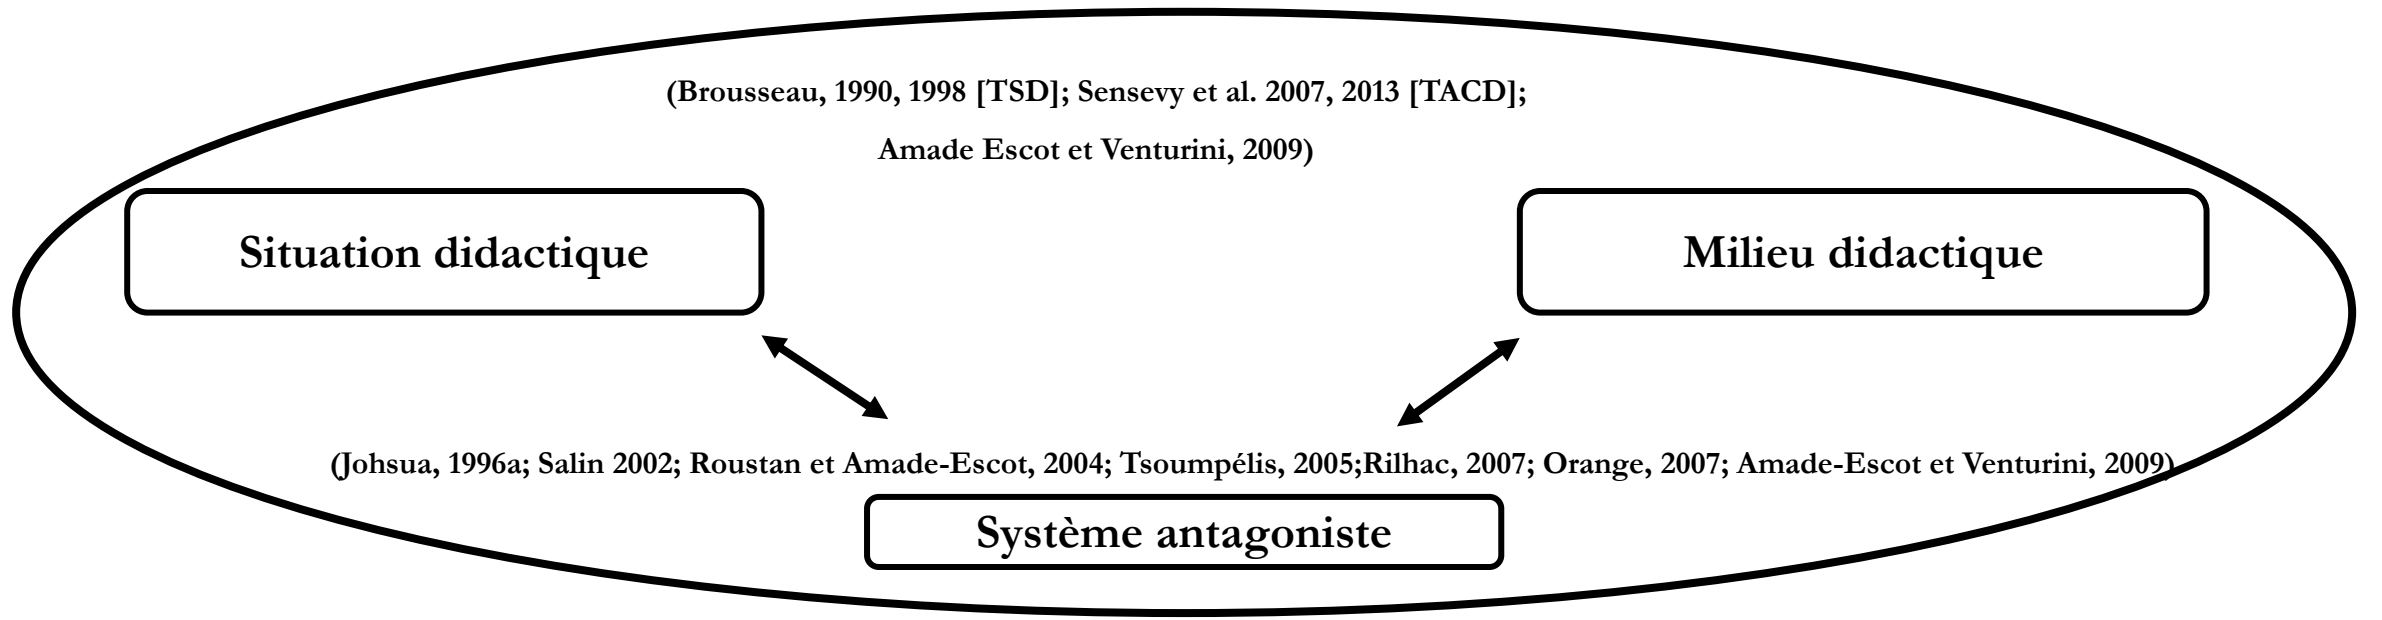 (Brousseau, 1990, 1998 [TSD]; Sensevy et al. 2007, 2013 [TACD];
Amade Escot et Venturini, 2009)
Situation didactique
Milieu didactique
(Johsua, 1996a; Salin 2002; Roustan et Amade-Escot, 2004; Tsoumpélis, 2005;Rilhac, 2007; Orange, 2007; Amade-Escot et Venturini, 2009)
Système antagoniste